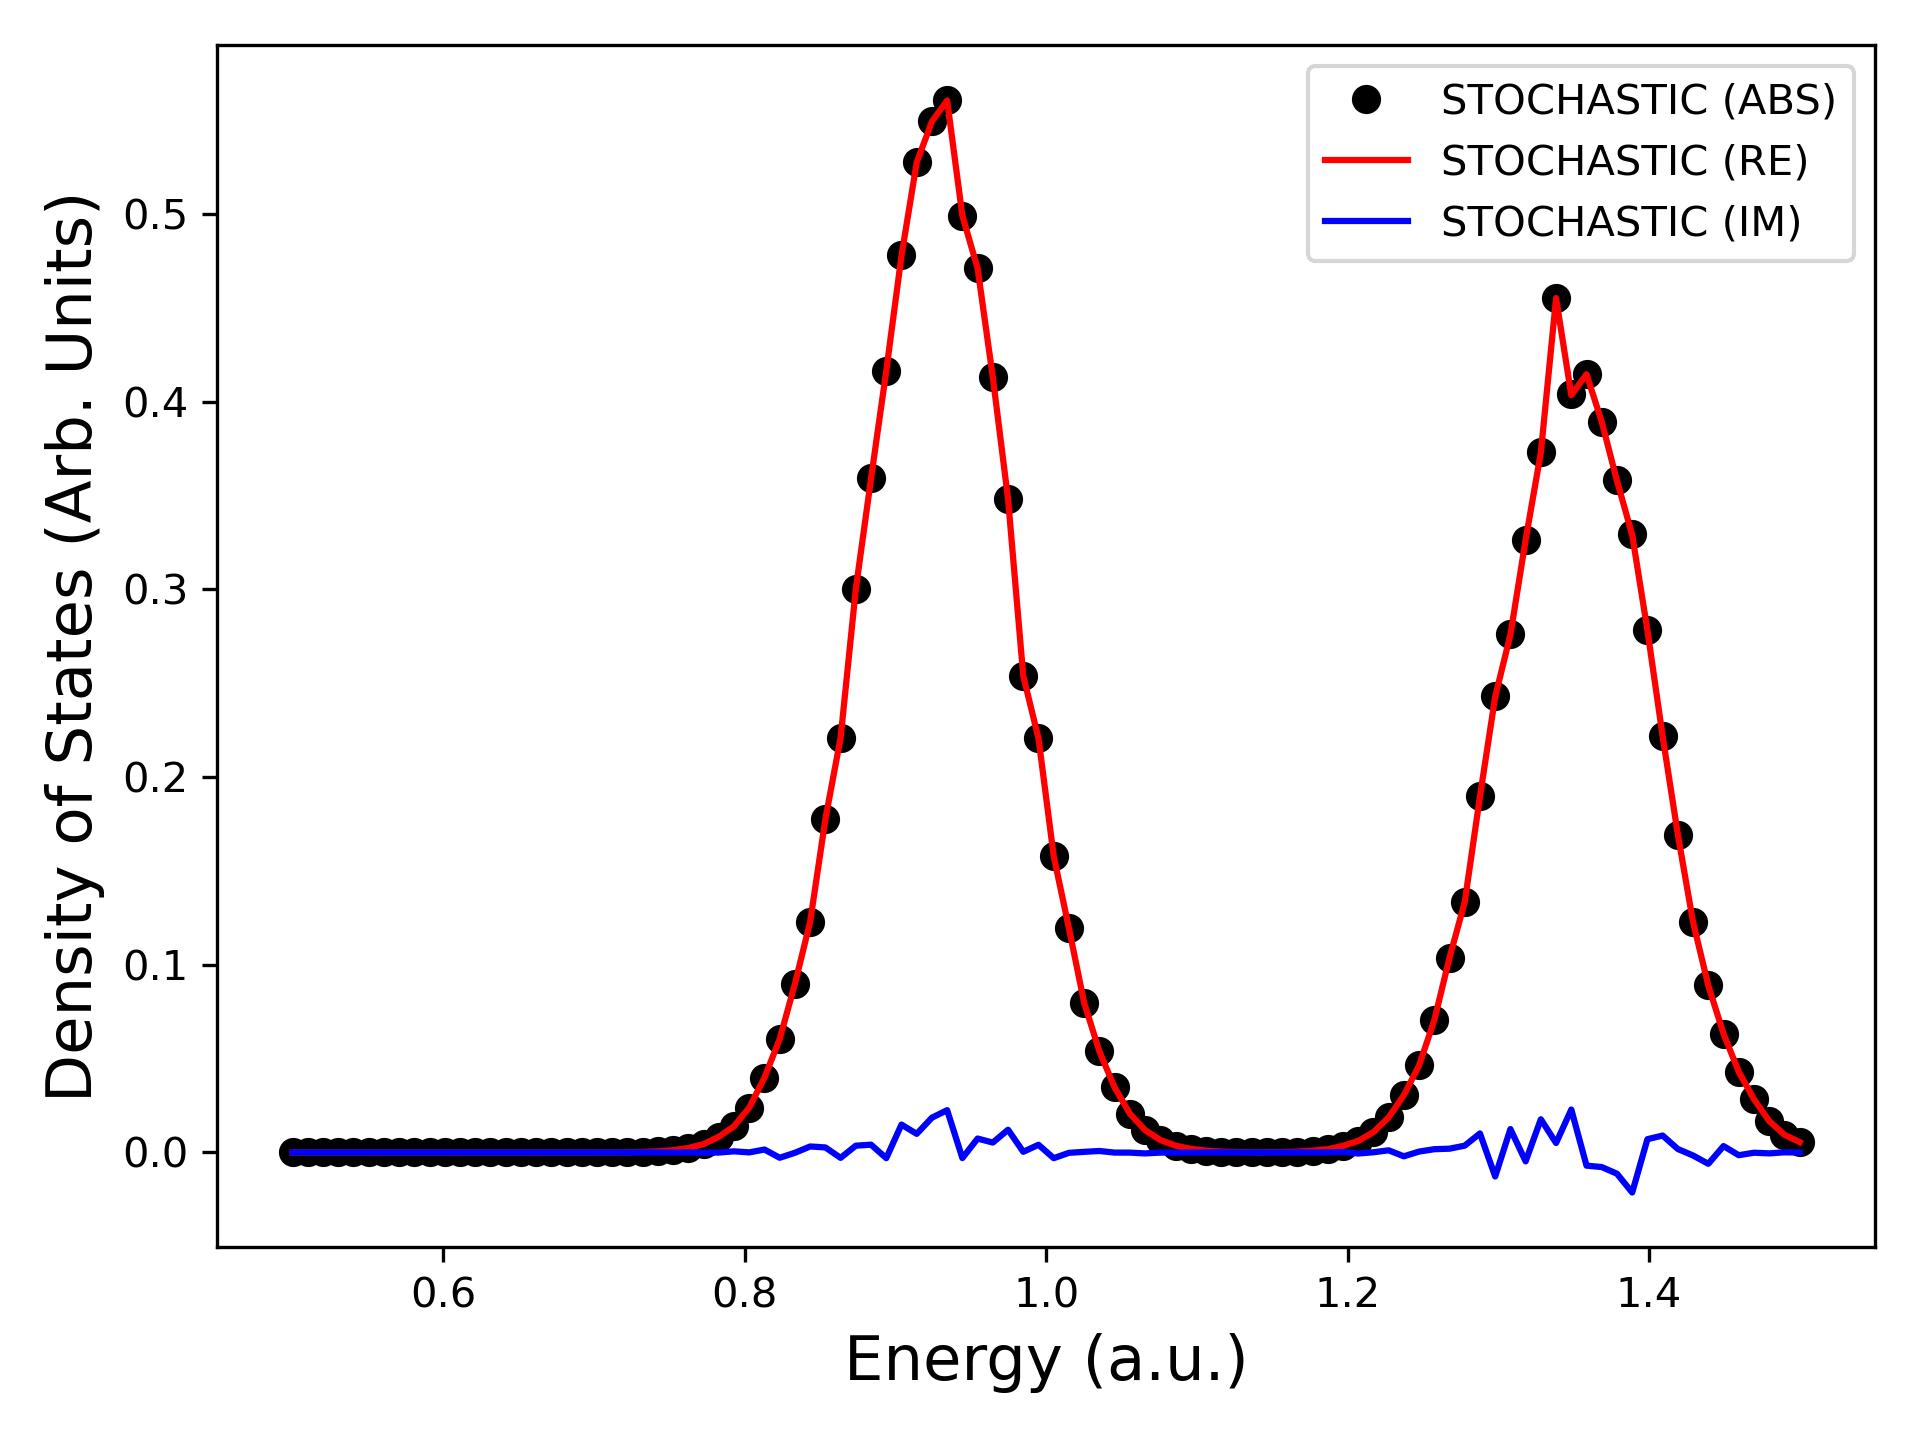 STOCHASTIC (ABS)
STOCHASTIC (RE)
STOCHASTIC (IM)
Density of States (Arb. Units)
0.5
0.4
0.3
0.2
0.1
0.0
0.6 0.8 1.0 1.2 1.4
Energy (a.u.)